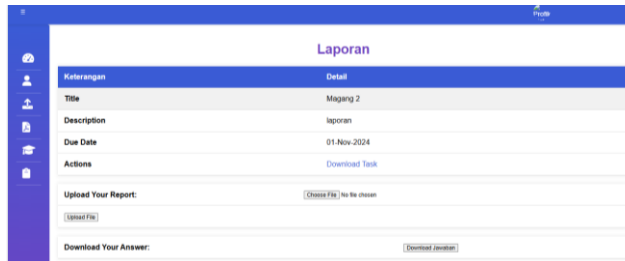 Profile
Laporan
Keterangan Detail
Title Magang 2
Description laporan
Due Date 01-Nov-2024
Actions Download Task
Upload Your Report: Choose File No file chosen
Upload File
Download Your Answer: Download Jawaban